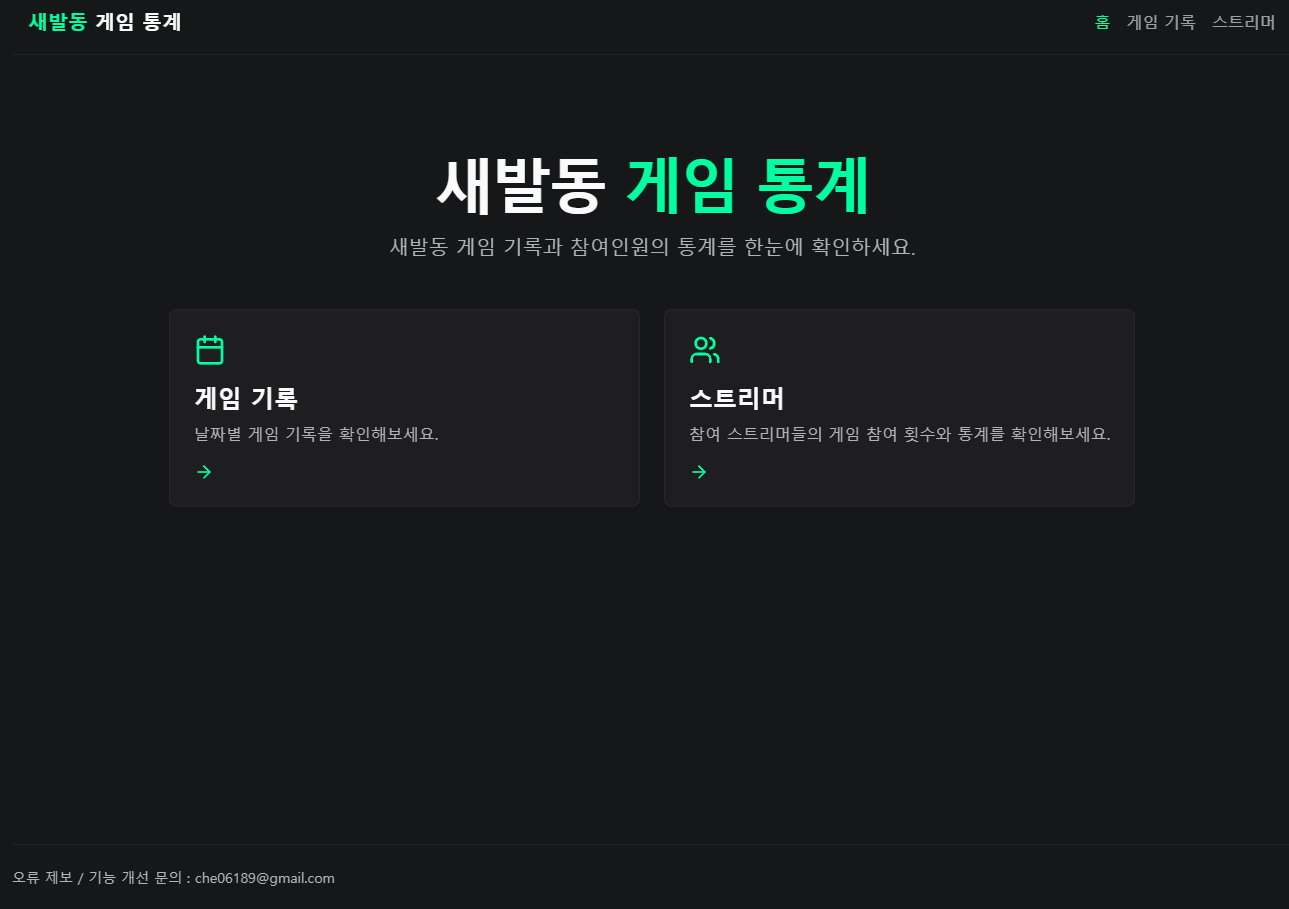 새발동 게임 통계
홈 게임 기록 스트리머
새발동 게임 통계
새발동 게임 기록과 참여인원의 통계를 한눈에 확인하세요.
게임 기록
날짜별 게임 기록을 확인해보세요.
스트리머
참여 스트리머들의 게임 참여 횟수와 통계를 확인해보세요.
오류 제보 / 기능 개선 문의 : che06189@gmail.com